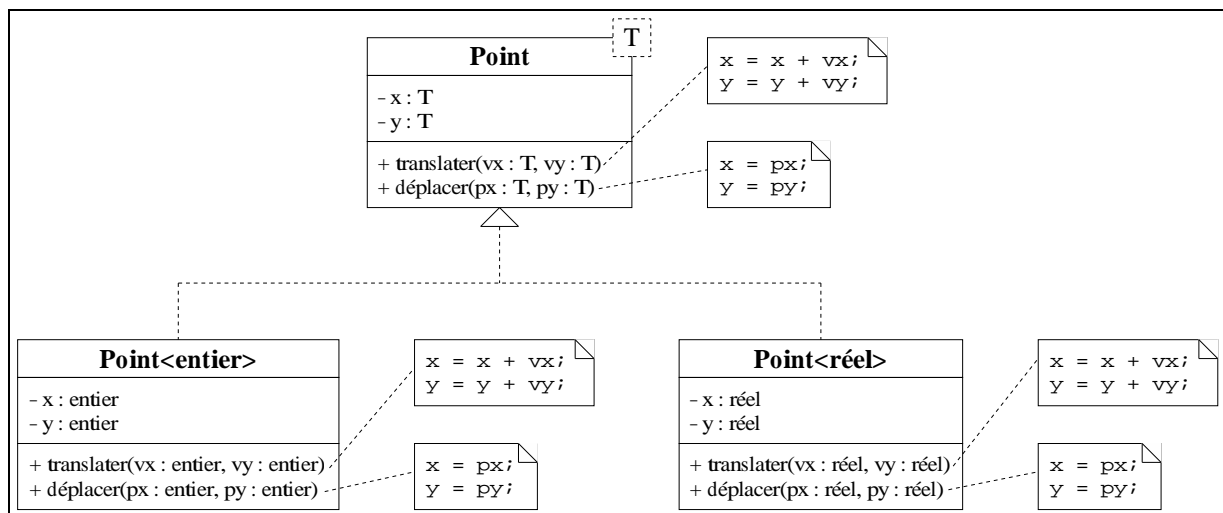 T
Point
- x : T
- y : T
+ translater(vx : T, vy : T)
+ déplacer(px : T, py : T)
x = x + vx;
y = y + vy;
x = px;
y = py;
Point<entier>
- x : entier
- y : entier
+ translater(vx : entier, vy : entier)
+ déplacer(px : entier, py : entier)
x = x + vx;
y = y + vy;
x = px;
y = py;
Point<réel>
- x : réel
- y : réel
+ translater(vx : réel, vy : réel)
+ déplacer(px : réel, py : réel)
x = x + vx;
y = y + vy;
x = px;
y = py;